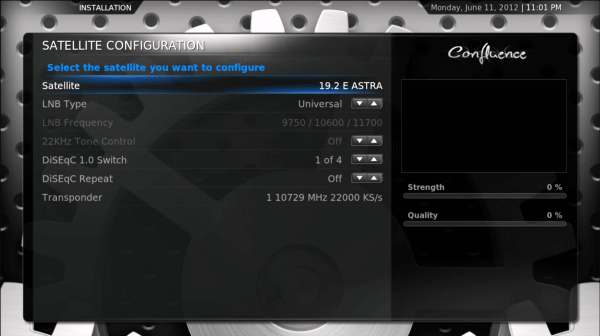 INSTALLATION
Monday, June 11, 2012 | 11:01 PM
SATELLITE CONFIGURATION
Select the satellite you want to configure
Satellite 19.2 E ASTRA
LNB Type Universal
LNB Frequency 9750 / 10600 / 11700
22KHz Tone Control Off
DiSEqC 1.0 Switch 1 of 4
DiSEqC Repeat Off
Transponder 1 10729 MHz 22000 KS/s
Confluence
Strength 0 %
Quality 0 %